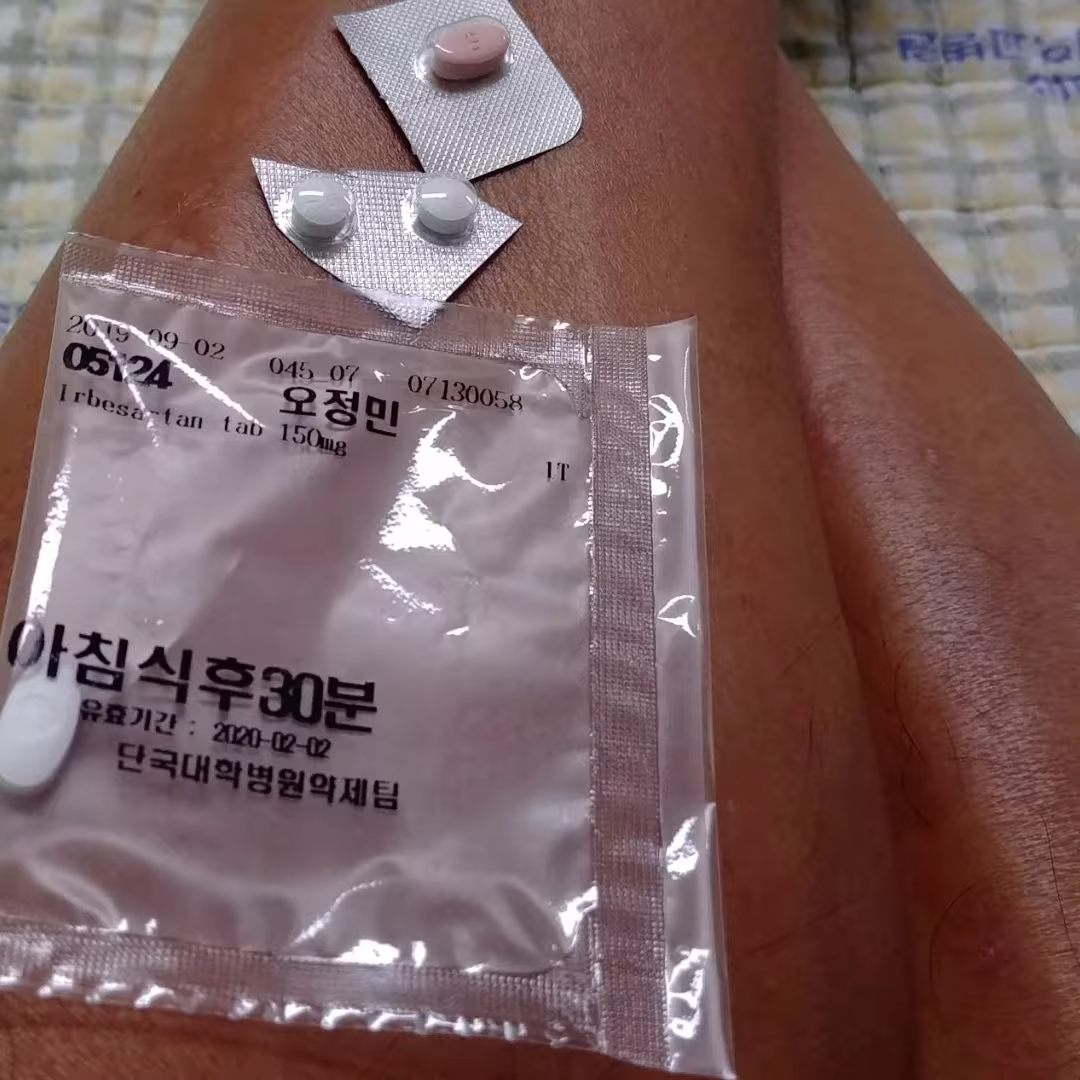 2019-09-02 045_07 07130058
05124 오정민
Irbesartan tab 150mg 1T
아침식후30분
유효기간 : 2020-02-02
단국대학병원약제팀